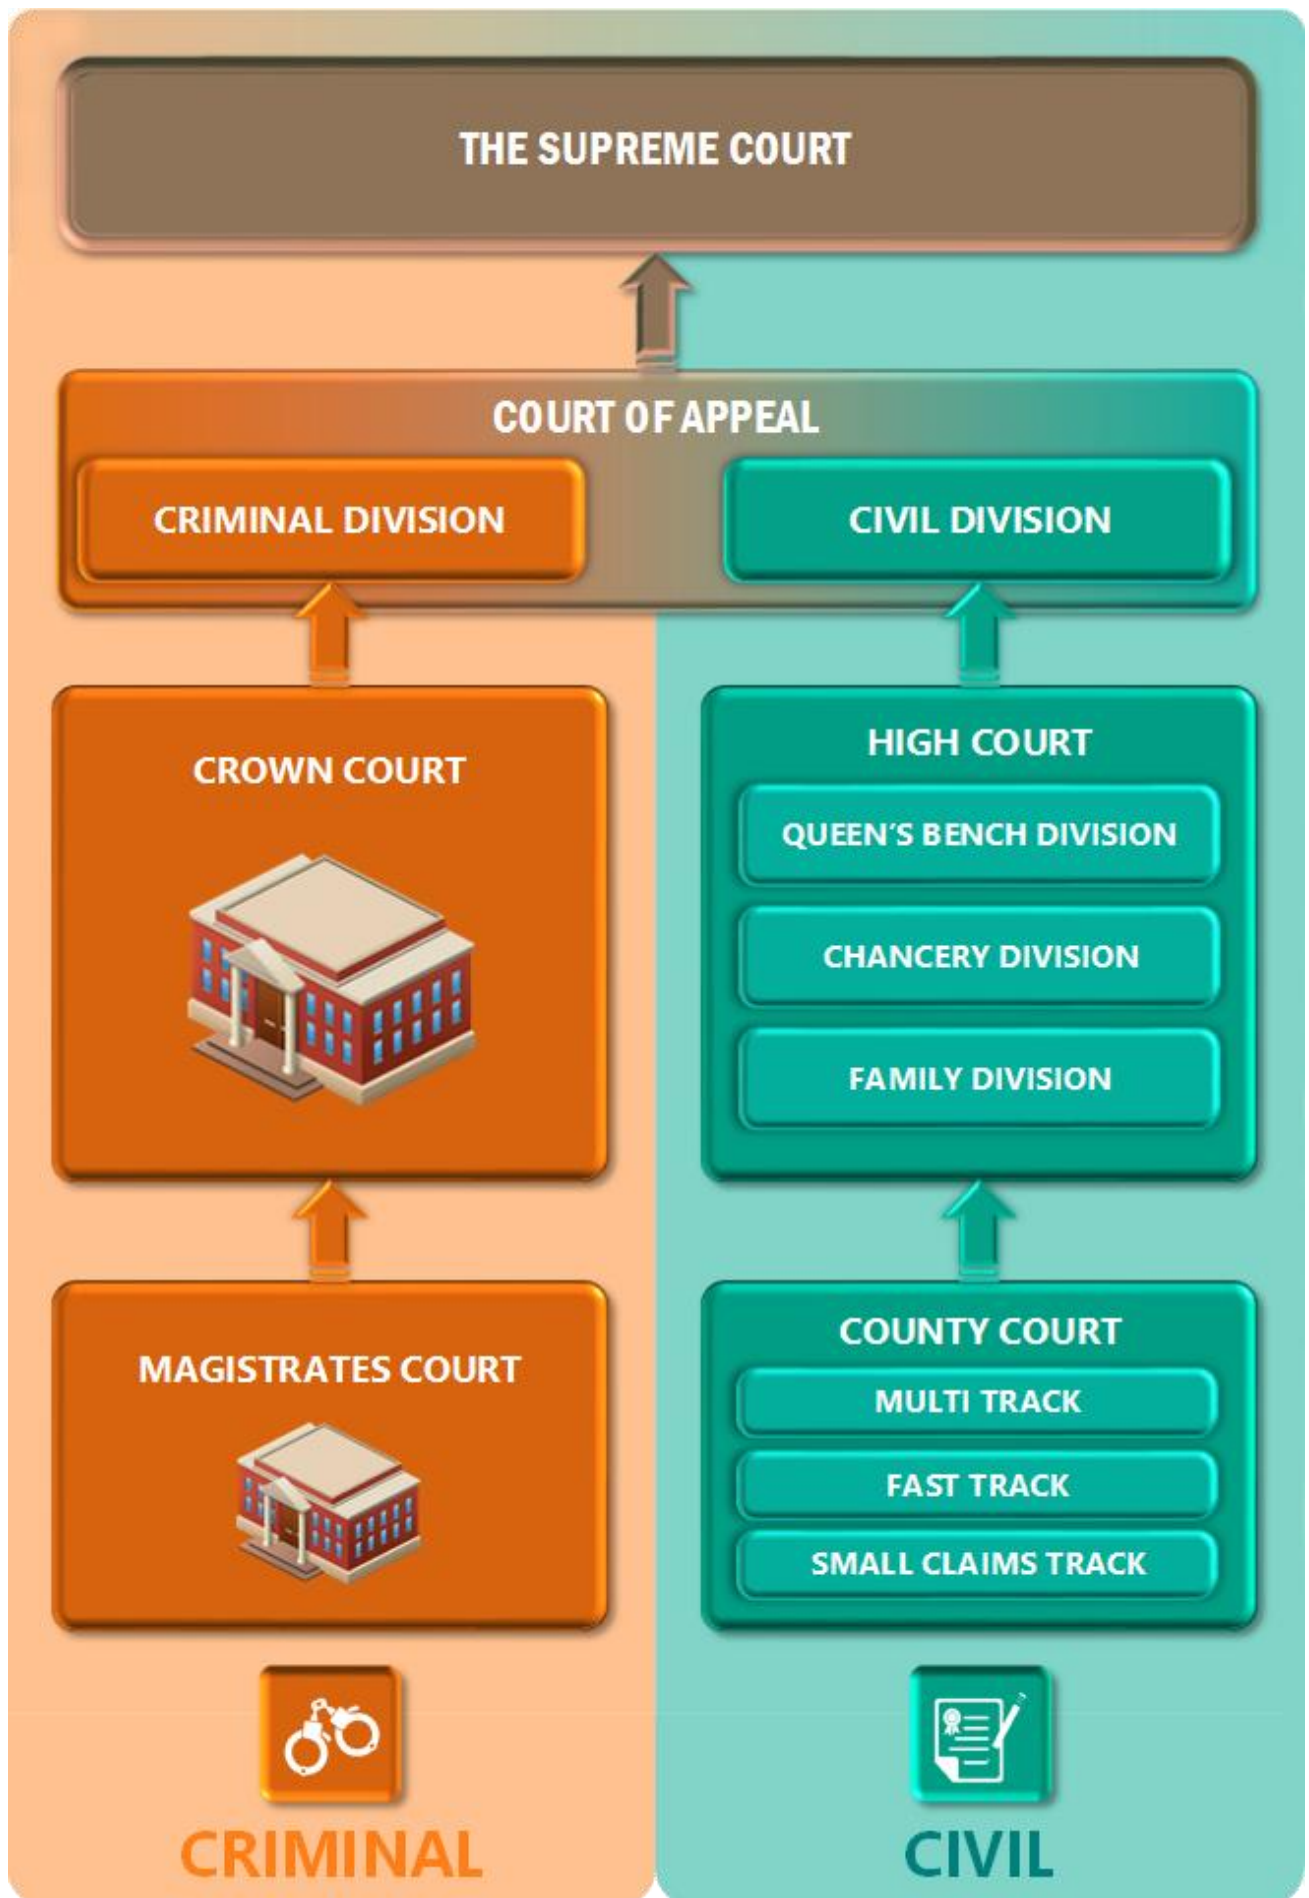 THE SUPREME COURT
COURT OF APPEAL
CRIMINAL DIVISION
CIVIL DIVISION
CROWN COURT
HIGH COURT
QUEEN'S BENCH DIVISION
CHANCERY DIVISION
FAMILY DIVISION
MAGISTRATES COURT
COUNTY COURT
MULTI TRACK
FAST TRACK
SMALL CLAIMS TRACK
CRIMINAL
CIVIL